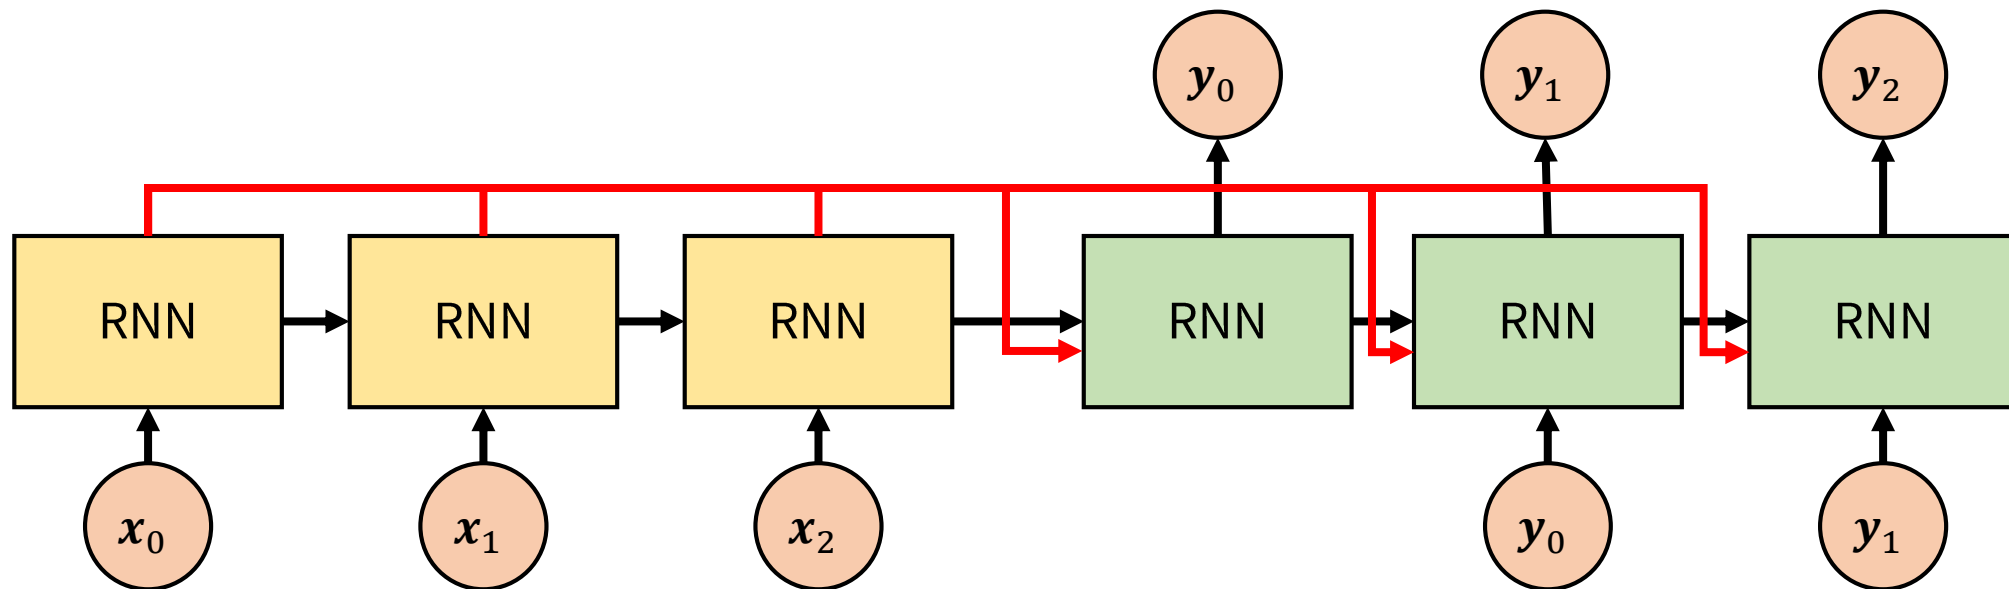 y₀ y₁ y₂
RNN RNN RNN RNN RNN RNN
x₀ x₁ x₂ y₀ y₁